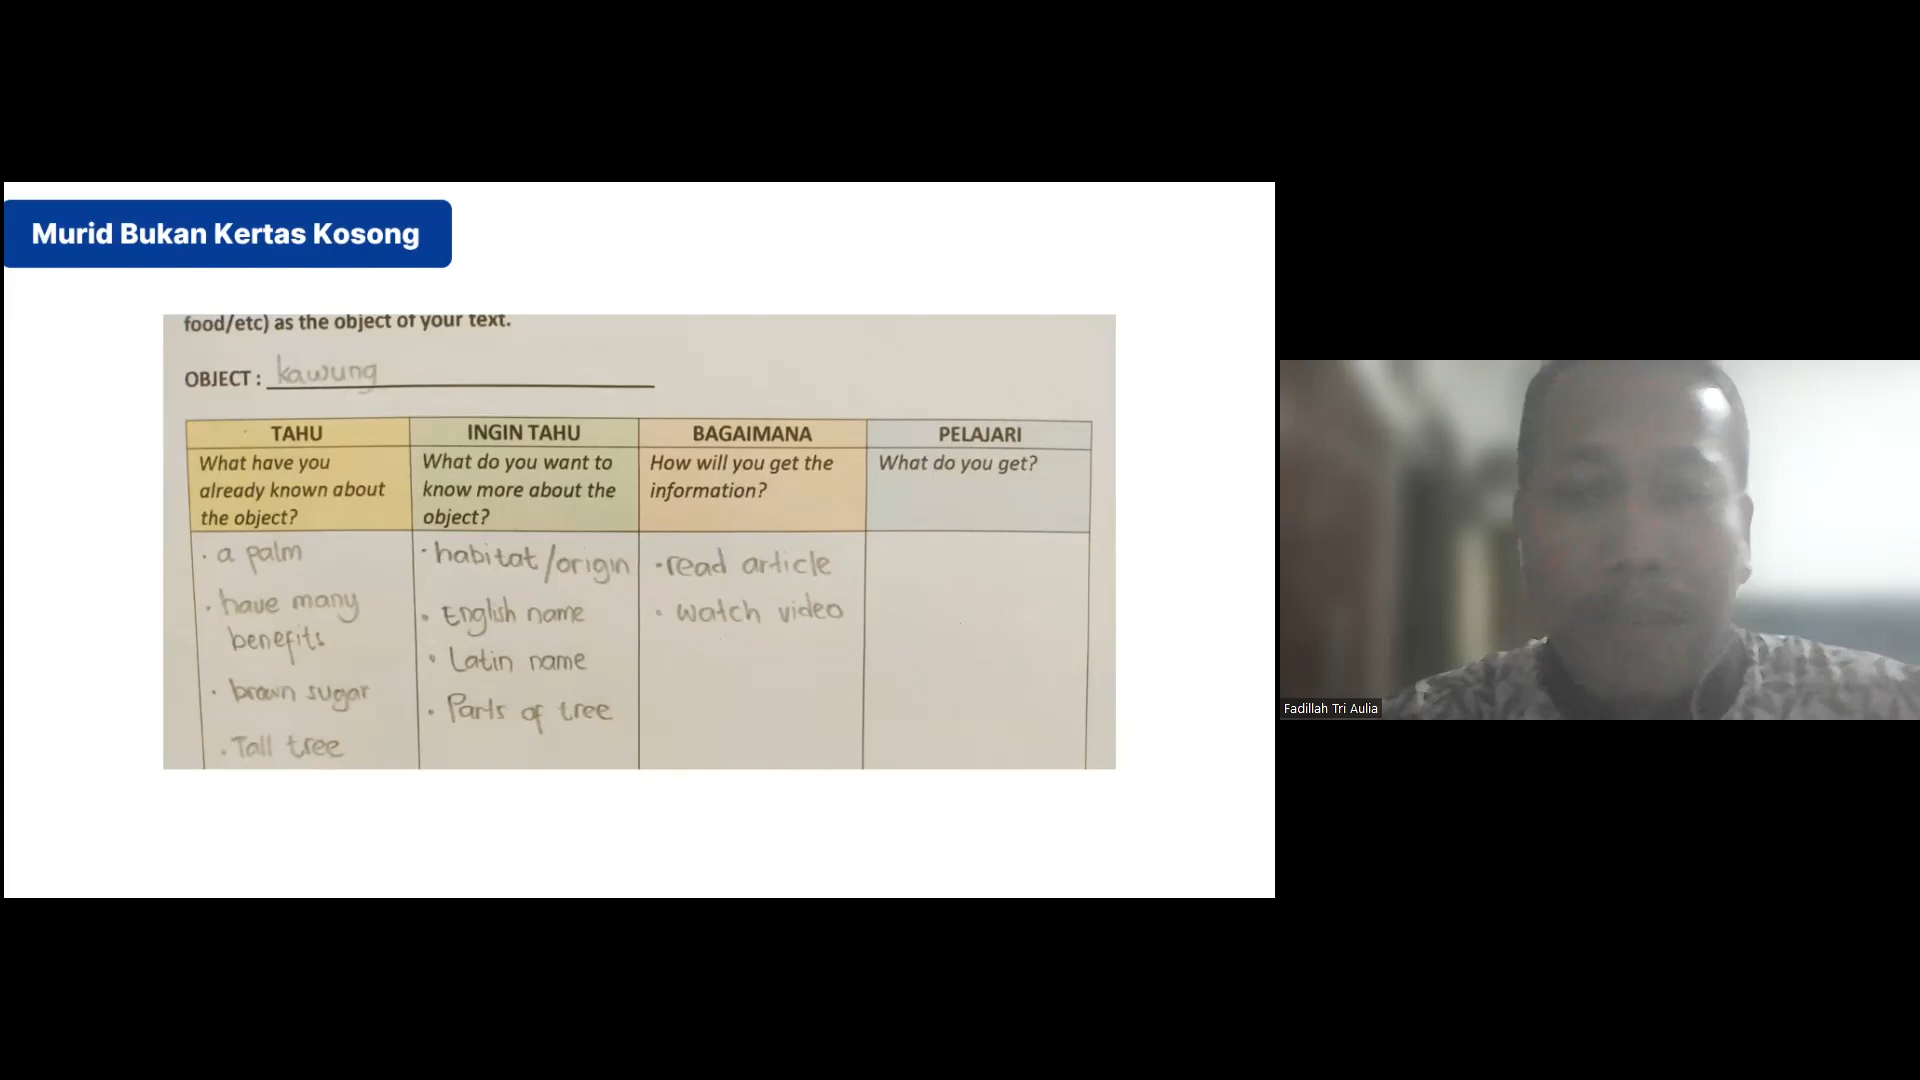 Murid Bukan Kertas Kosong
food/etc) as the object of your text.
OBJECT : kawung
TAHU
What have you
already known about
the object?
· a palm
· have many
benefits
· brown sugar
· Tall tree
INGIN TAHU
What do you want to
know more about the
object?
· habitat/origin
· English name
· Latin name
· Parts of tree
BAGAIMANA
How will you get the
information?
· read article
· watch video
PELAJARI
What do you get?
Fadillah Tri Aulia